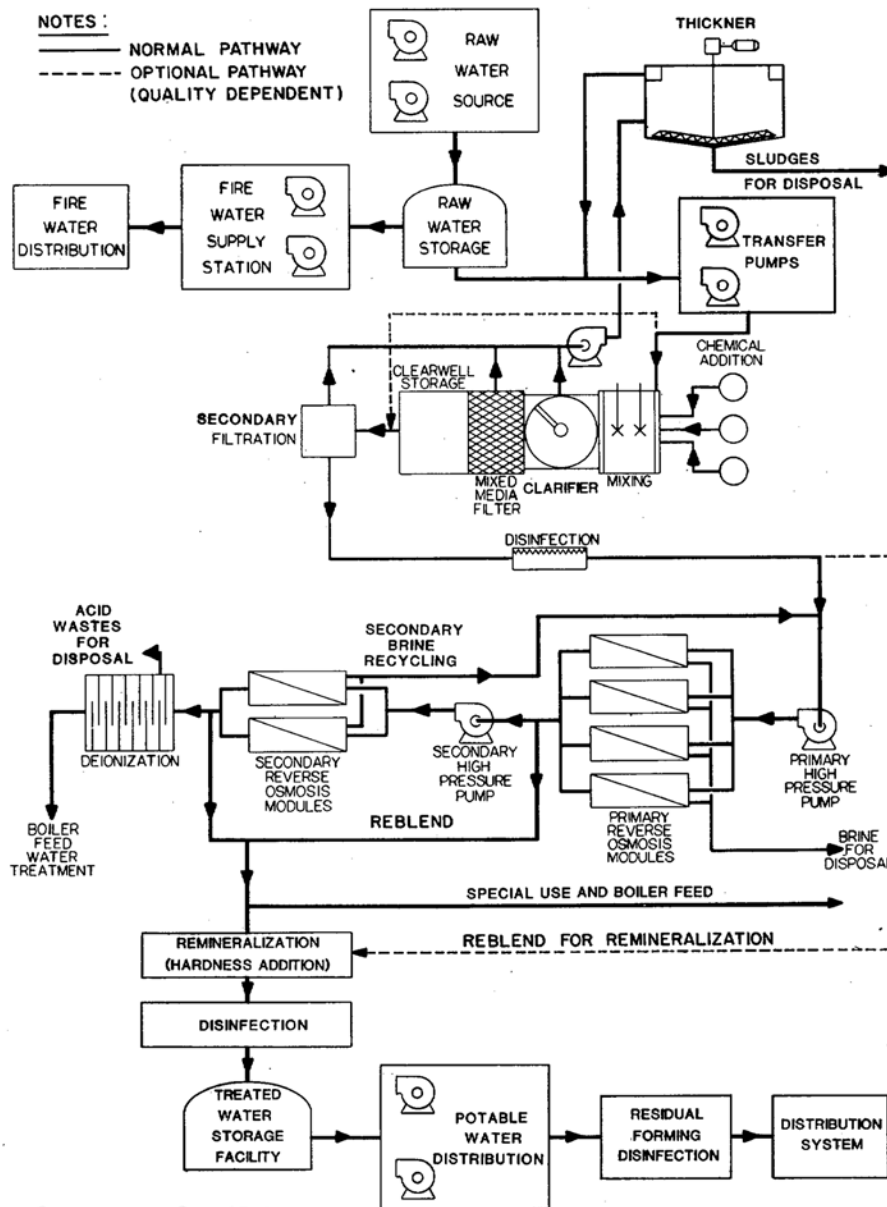 NOTES :
NORMAL PATHWAY
OPTIONAL PATHWAY
(QUALITY DEPENDENT)
RAW
WATER
SOURCE
THICKNER
SLUDGES
FOR DISPOSAL
FIRE
WATER
DISTRIBUTION
FIRE
WATER
SUPPLY
STATION
RAW
WATER
STORAGE
TRANSFER
PUMPS
CHEMICAL
ADDITION
CLEARWELL
STORAGE
SECONDARY
FILTRATION
MIXED
MEDIA
FILTER
CLARIFIER
MIXING
DISINFECTION
ACID
WASTES
FOR
DISPOSAL
SECONDARY
BRINE
RECYCLING
DEIONIZATION
SECONDARY
REVERSE
OSMOSIS
MODULES
SECONDARY
HIGH
PRESSURE
PUMP
PRIMARY
HIGH
PRESSURE
PUMP
PRIMARY
REVERSE
OSMOSIS
MODULES
BOILER
FEED
WATER
TREATMENT
REBLEND
BRINE
FOR
DISPOSAL
SPECIAL USE AND BOILER FEED
REMINERALIZATION
(HARDNESS ADDITION)
REBLEND FOR REMINERALIZATION
DISINFECTION
TREATED
WATER
STORAGE
FACILITY
POTABLE
WATER
DISTRIBUTION
RESIDUAL
FORMING
DISINFECTION
DISTRIBUTION
SYSTEM